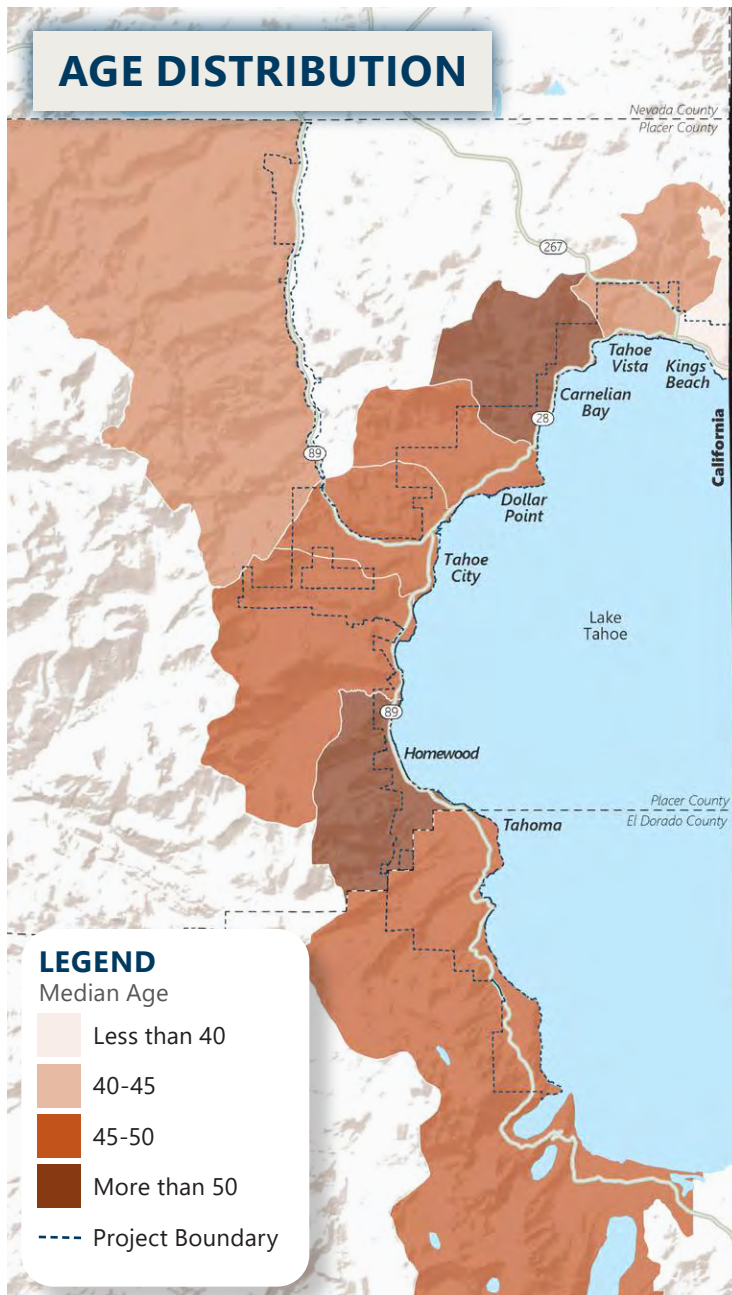 AGE DISTRIBUTION
Nevada County
Placer County
267
Tahoe
Vista
Kings
Beach
Carnelian
Bay
28
California
89
Dollar
Point
Tahoe
City
Lake
Tahoe
89
Homewood
Placer County
El Dorado County
Tahoma
LEGEND
Median Age
Less than 40
40-45
45-50
More than 50
Project Boundary